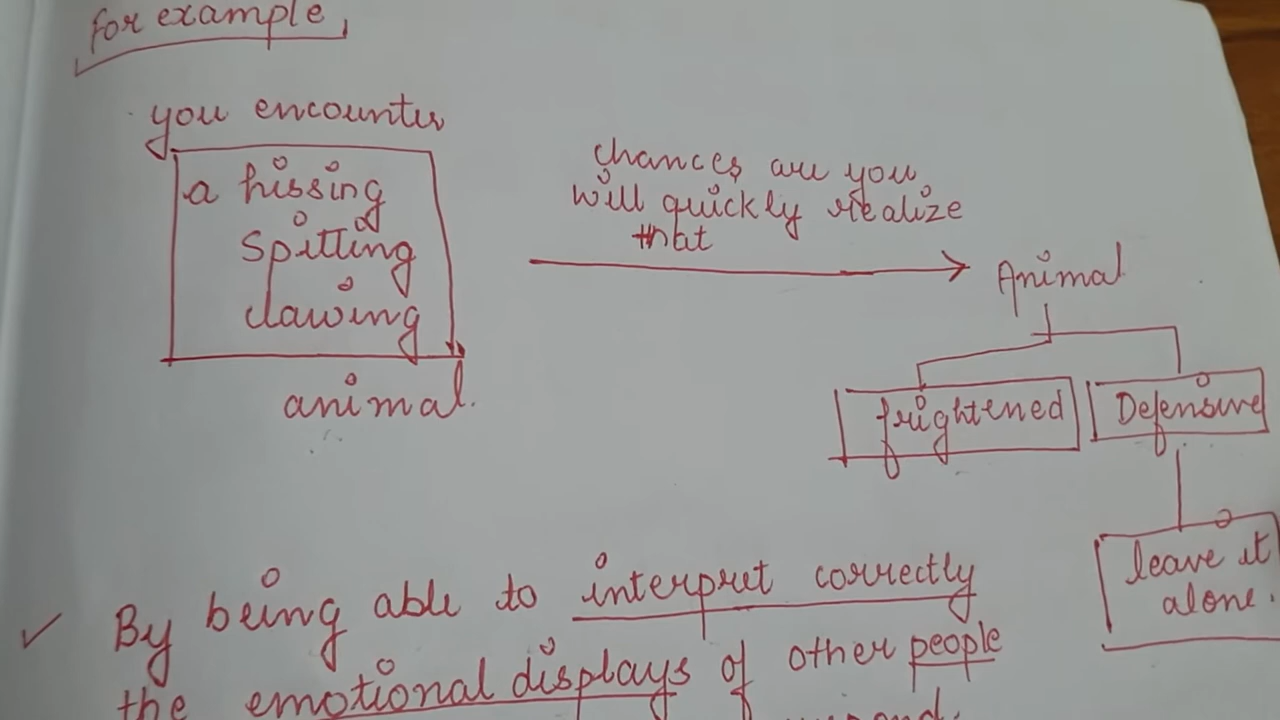 for example,
you encounter
a hissing
spitting
clawing
animal.
chances are you
will quickly realize
that
Animal
frightened
Defensive
leave it
alone.
By being able to interpret correctly
the emotional displays of other people